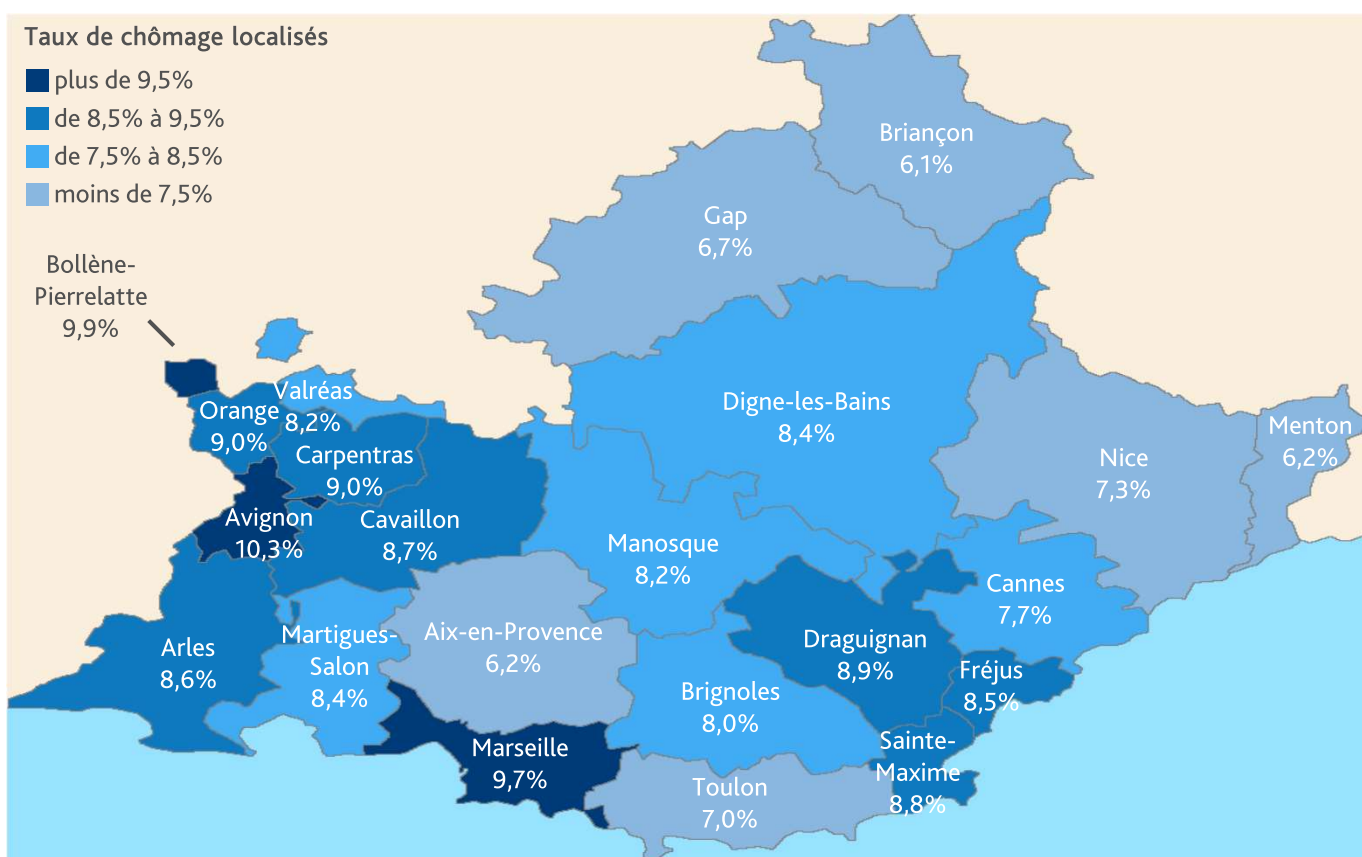 Taux de chômage localisés
plus de 9,5%
de 8,5% à 9,5%
de 7,5% à 8,5%
moins de 7,5%
Briançon
6,1%
Gap
6,7%
Bollène-
Pierrelatte
9,9%
Valréas
8,2%
Orange
9,0%
Carpentras
9,0%
Digne-les-Bains
8,4%
Menton
6,2%
Nice
7,3%
Avignon
10,3%
Cavaillon
8,7%
Manosque
8,2%
Cannes
7,7%
Arles
8,6%
Martigues-
Salon
8,4%
Aix-en-Provence
6,2%
Draguignan
8,9%
Fréjus
8,5%
Brignoles
8,0%
Marseille
9,7%
Sainte-
Maxime
8,8%
Toulon
7,0%